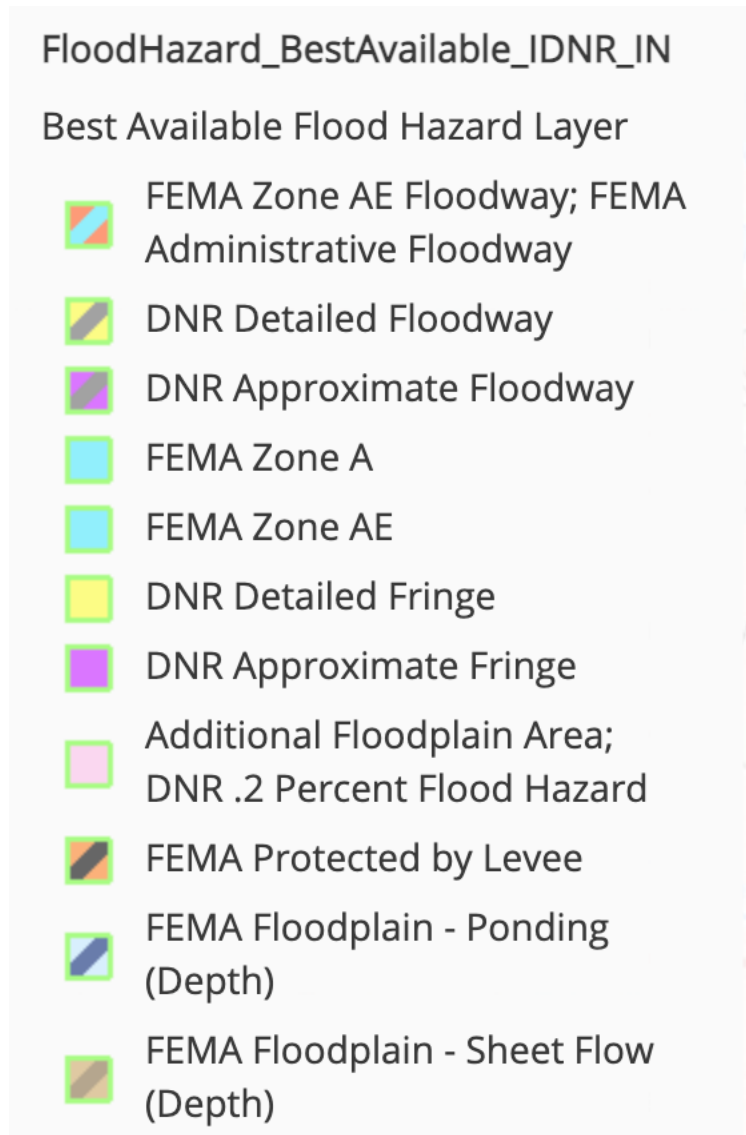 FloodHazard_BestAvailable_IDNR_IN
Best Available Flood Hazard Layer
FEMA Zone AE Floodway; FEMA
Administrative Floodway
DNR Detailed Floodway
DNR Approximate Floodway
FEMA Zone A
FEMA Zone AE
DNR Detailed Fringe
DNR Approximate Fringe
Additional Floodplain Area;
DNR .2 Percent Flood Hazard
FEMA Protected by Levee
FEMA Floodplain - Ponding
(Depth)
FEMA Floodplain - Sheet Flow
(Depth)